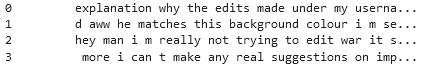 0 explanation why the edits made under my userna...
1 d aww he matches this background colour i m se...
2 hey man i m really not trying to edit war it s...
3 more i can t make any real suggestions on imp...